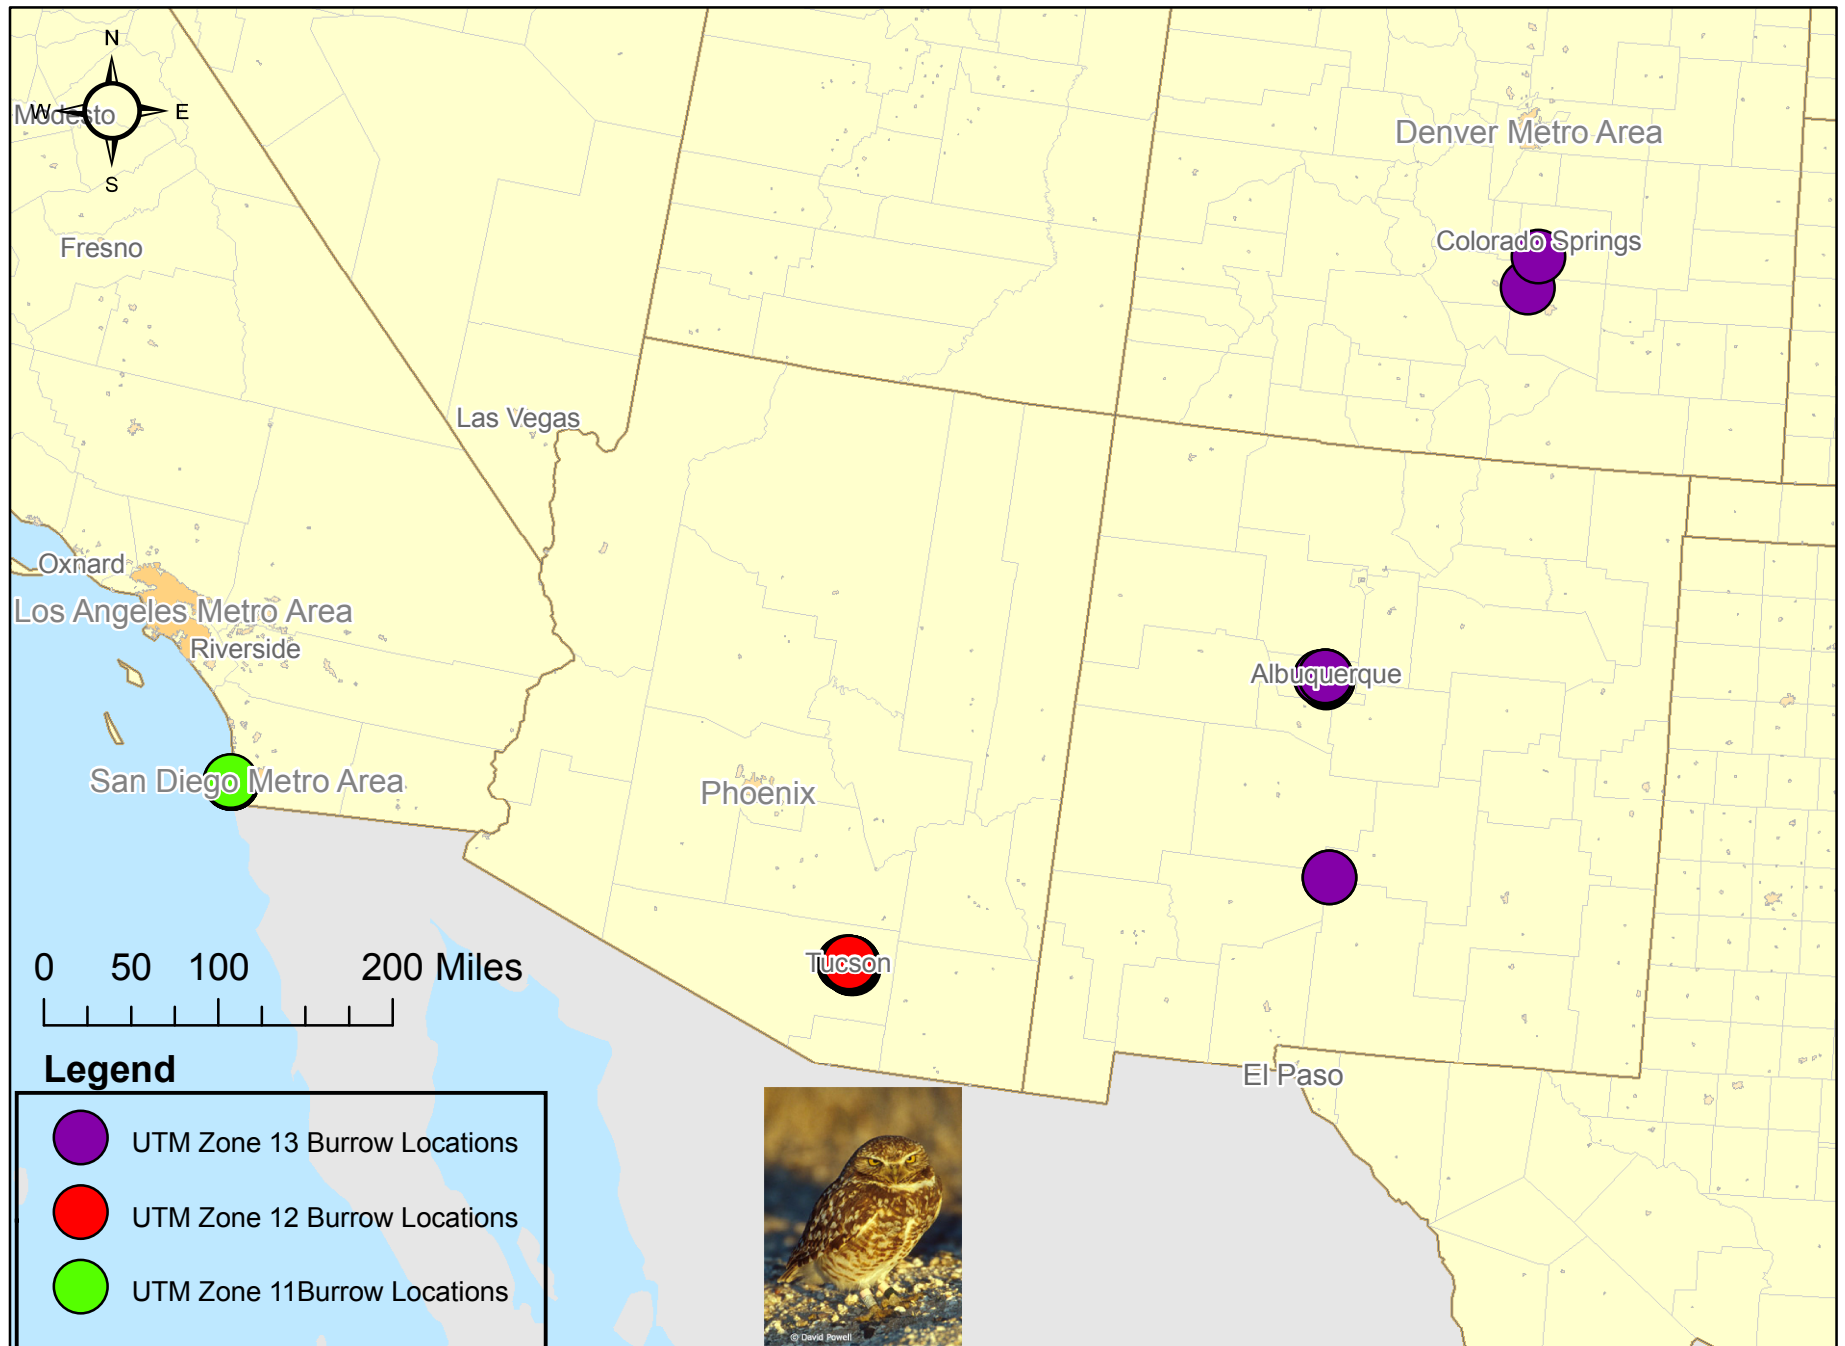 N
W
E
S
Modesto
Denver Metro Area
Fresno
Colorado Springs
Las Vegas
Oxnard
Los Angeles Metro Area
Riverside
Albuquerque
San Diego Metro Area
Phoenix
Tucson
0 50 100 200 Miles
El Paso
Legend
UTM Zone 13 Burrow Locations
UTM Zone 12 Burrow Locations
UTM Zone 11Burrow Locations
© David Powell